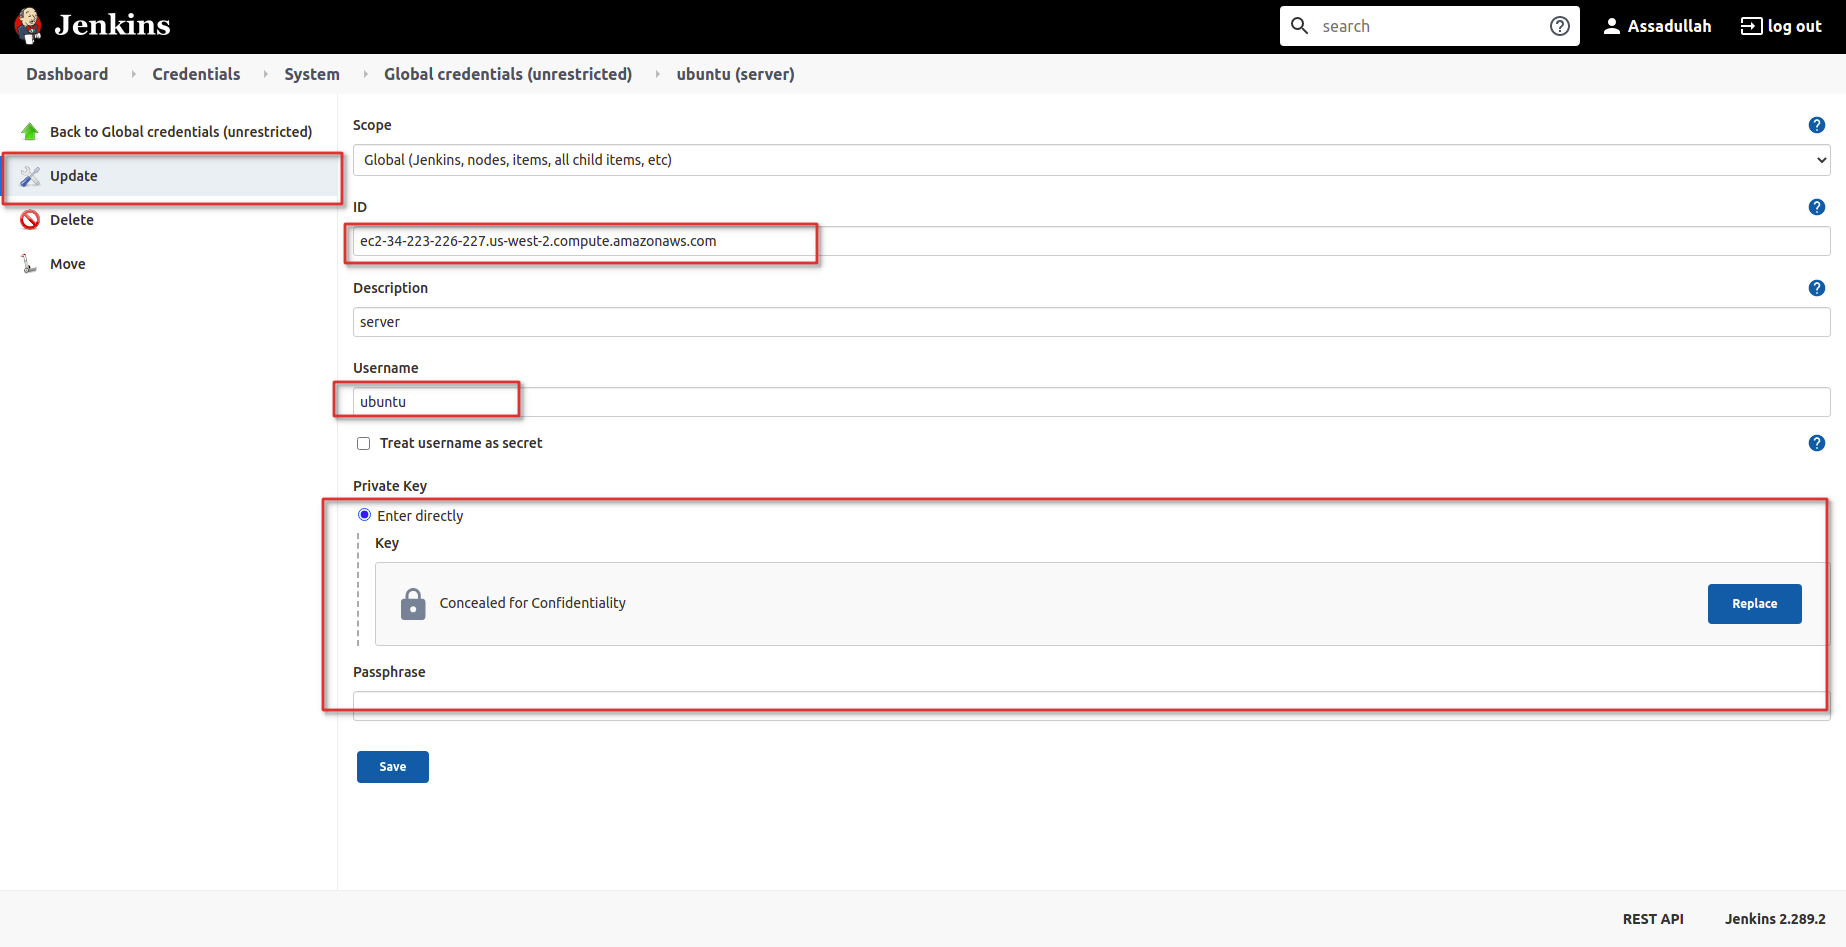 Jenkins
search
Assadullah
log out
Dashboard
Credentials
System
Global credentials (unrestricted)
ubuntu (server)
Back to Global credentials (unrestricted)
Update
Delete
Move
Scope
Global (Jenkins, nodes, items, all child items, etc)
ID
ec2-34-223-226-227.us-west-2.compute.amazonaws.com
Description
server
Username
ubuntu
Treat username as secret
Private Key
Enter directly
Key
Concealed for Confidentiality
Replace
Passphrase
Save
REST API
Jenkins 2.289.2